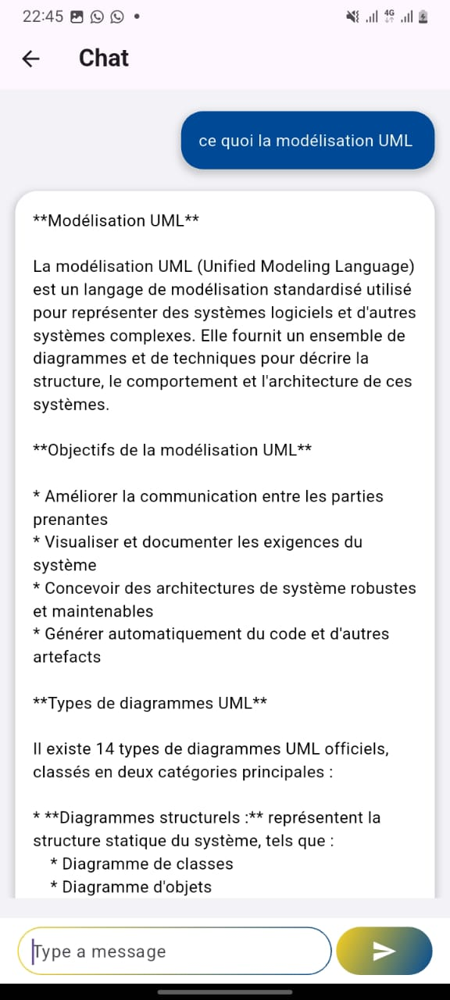 22:45
4G
Chat
ce quoi la modélisation UML
**Modélisation UML**
La modélisation UML (Unified Modeling Language)
est un langage de modélisation standardisé utilisé
pour représenter des systèmes logiciels et d'autres
systèmes complexes. Elle fournit un ensemble de
diagrammes et de techniques pour décrire la
structure, le comportement et l'architecture de ces
systèmes.
**Objectifs de la modélisation UML**
* Améliorer la communication entre les parties
prenantes
* Visualiser et documenter les exigences du
système
* Concevoir des architectures de système robustes
et maintenables
* Générer automatiquement du code et d'autres
artefacts
**Types de diagrammes UML**
Il existe 14 types de diagrammes UML officiels,
classés en deux catégories principales :
* **Diagrammes structurels :** représentent la
structure statique du système, tels que :
* Diagramme de classes
* Diagramme d'objets
Type a message